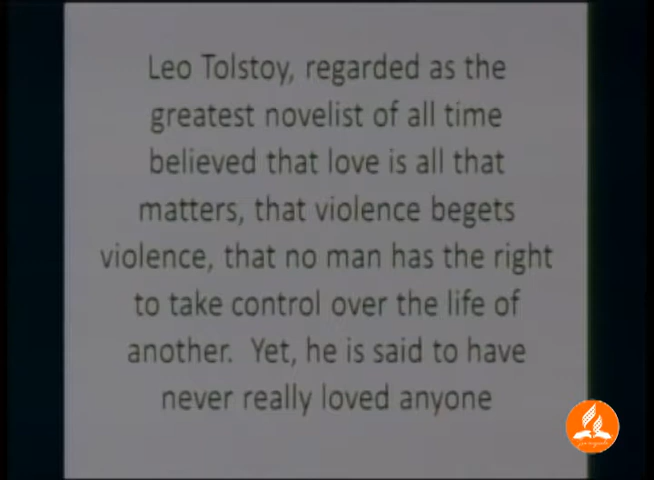 Leo Tolstoy, regarded as the
greatest novelist of all time
believed that love is all that
matters, that violence begets
violence, that no man has the right
to take control over the life of
another.  Yet, he is said to have
never really loved anyone